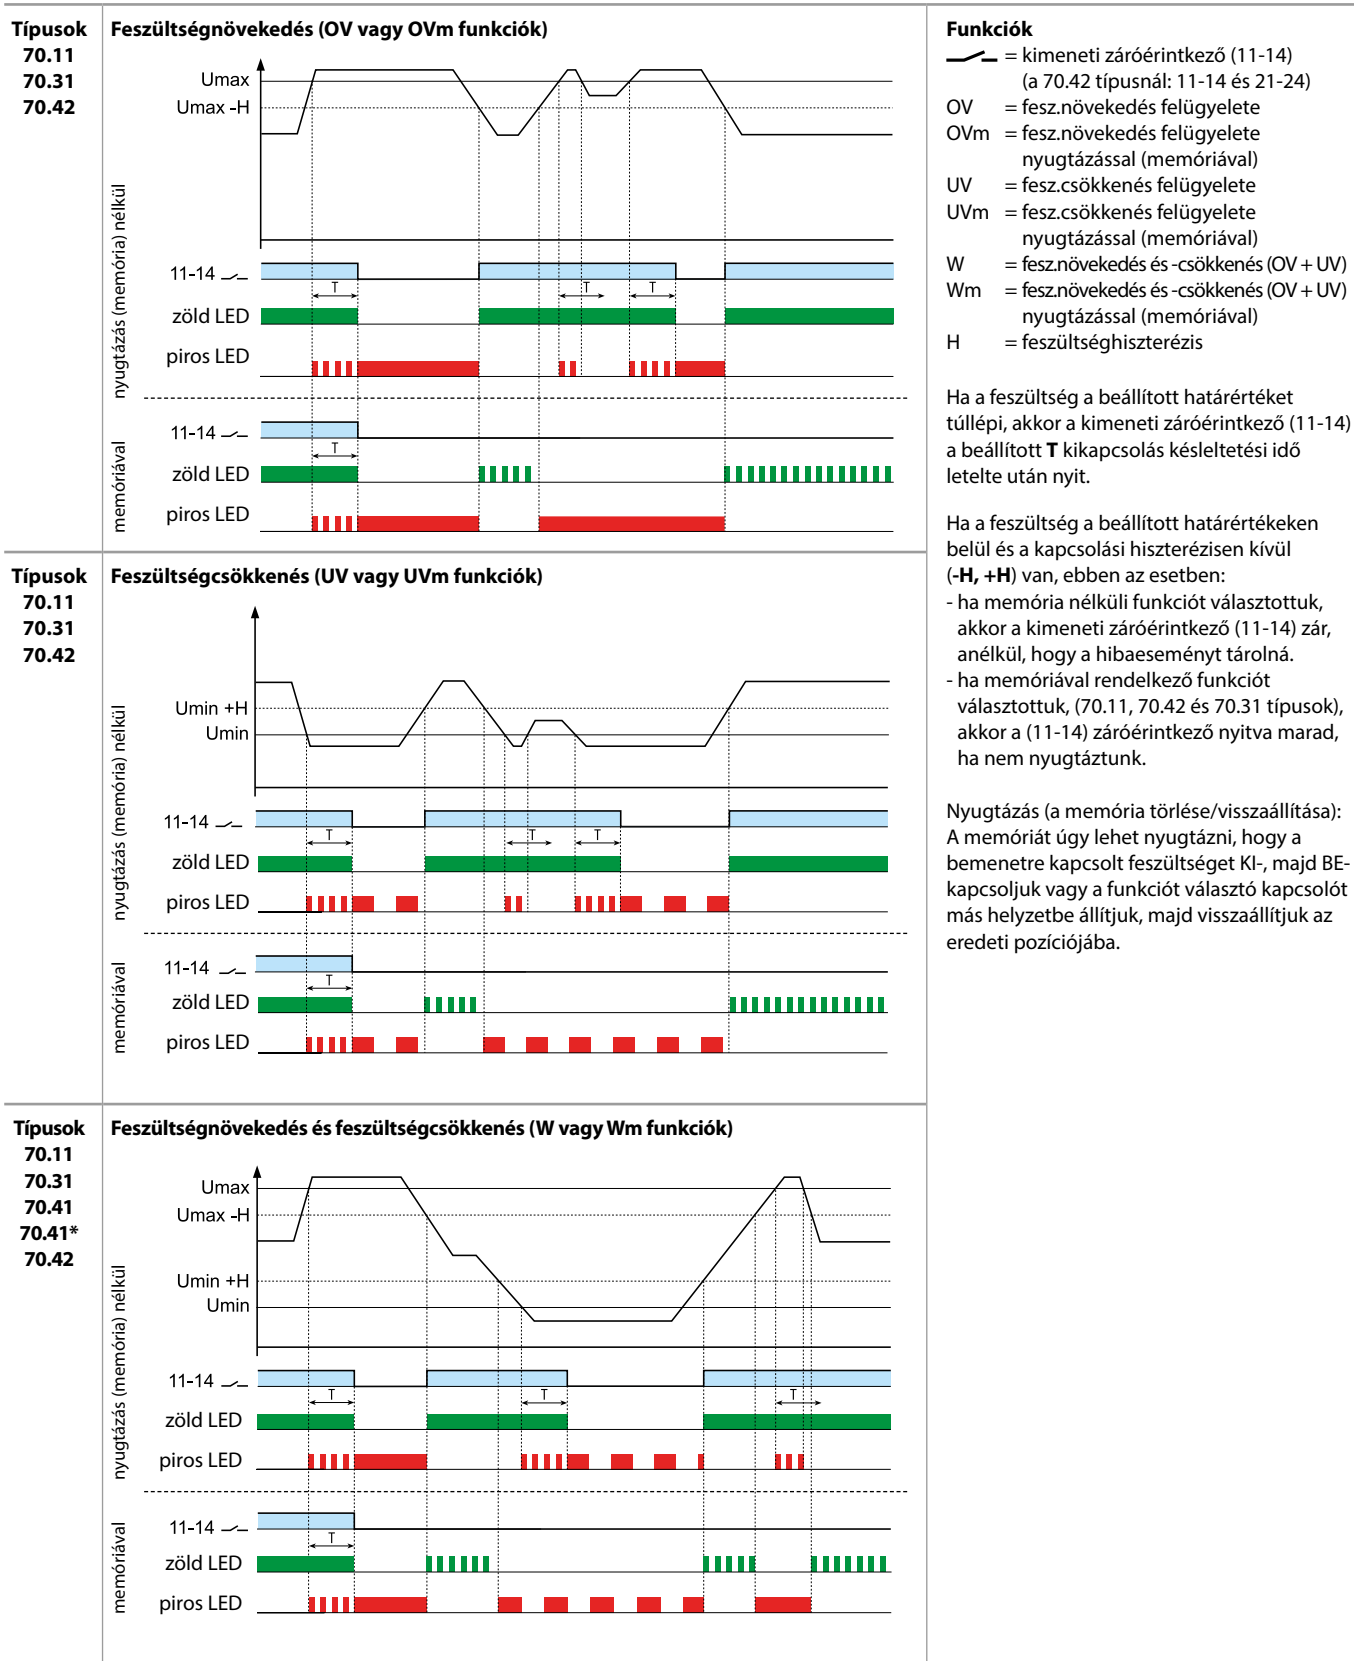 Típusok
70.11
70.31
70.42
Feszültségnövekedés (OV vagy OVm funkciók)
Umax
Umax -H
nyugtázás (memória) nélkül
11-14
T
T
T
zöld LED
piros LED
memóriával
11-14
T
zöld LED
piros LED
Típusok
70.11
70.31
70.42
Feszültségcsökkenés (UV vagy UVm funkciók)
Umin +H
Umin
nyugtázás (memória) nélkül
11-14
T
T
T
zöld LED
piros LED
memóriával
11-14
T
zöld LED
piros LED
Típusok
70.11
70.31
70.41
70.41*
70.42
Feszültségnövekedés és feszültségcsökkenés (W vagy Wm funkciók)
Umax
Umax -H
Umin +H
Umin
nyugtázás (memória) nélkül
11-14
T
T
T
zöld LED
piros LED
memóriával
11-14
T
zöld LED
piros LED
Funkciók
= kimeneti záróérintkező (11-14)
(a 70.42 típusnál: 11-14 és 21-24)
OV = fesz.növekedés felügyelete
OVm = fesz.növekedés felügyelete
nyugtázással (memóriával)
UV = fesz.csökkenés felügyelete
UVm = fesz.csökkenés felügyelete
nyugtázással (memóriával)
W = fesz.növekedés és -csökkenés (OV + UV)
Wm = fesz.növekedés és -csökkenés (OV + UV)
nyugtázással (memóriával)
H = feszültséghiszterézis
Ha a feszültség a beállított határértéket
túllépi, akkor a kimeneti záróérintkező (11-14)
a beállított T kikapcsolás késleltetési idő
letelte után nyit.
Ha a feszültség a beállított határértékeken
belül és a kapcsolási hiszterézisen kívül
(-H, +H) van, ebben az esetben:
- ha memória nélküli funkciót választottuk,
akkor a kimeneti záróérintkező (11-14) zár,
anélkül, hogy a hibaeseményt tárolná.
- ha memóriával rendelkező funkciót
választottuk, (70.11, 70.42 és 70.31 típusok),
akkor a (11-14) záróérintkező nyitva marad,
ha nem nyugtáztunk.
Nyugtázás (a memória törlése/visszaállítása):
A memóriát úgy lehet nyugtázni, hogy a
bemenetre kapcsolt feszültséget KI-, majd BE-
kapcsoljuk vagy a funkciót választó kapcsolót
más helyzetbe állítjuk, majd visszaállítjuk az
eredeti pozíciójába.